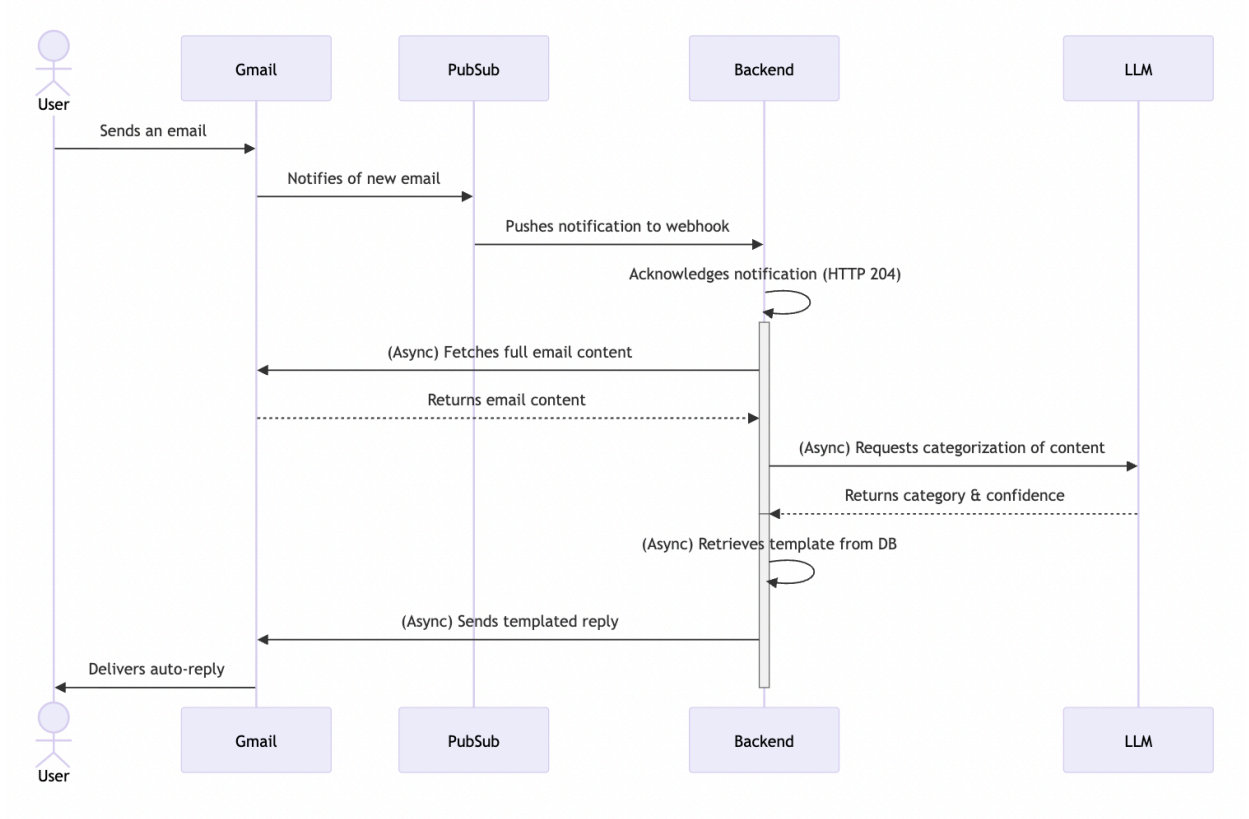 Gmail
PubSub
Backend
LLM
User
Sends an email
Notifies of new email
Pushes notification to webhook
Acknowledges notification (HTTP 204)
(Async) Fetches full email content
Returns email content
(Async) Requests categorization of content
Returns category & confidence
(Async) Retrieves template from DB
(Async) Sends templated reply
Delivers auto-reply
Gmail
PubSub
Backend
LLM
User